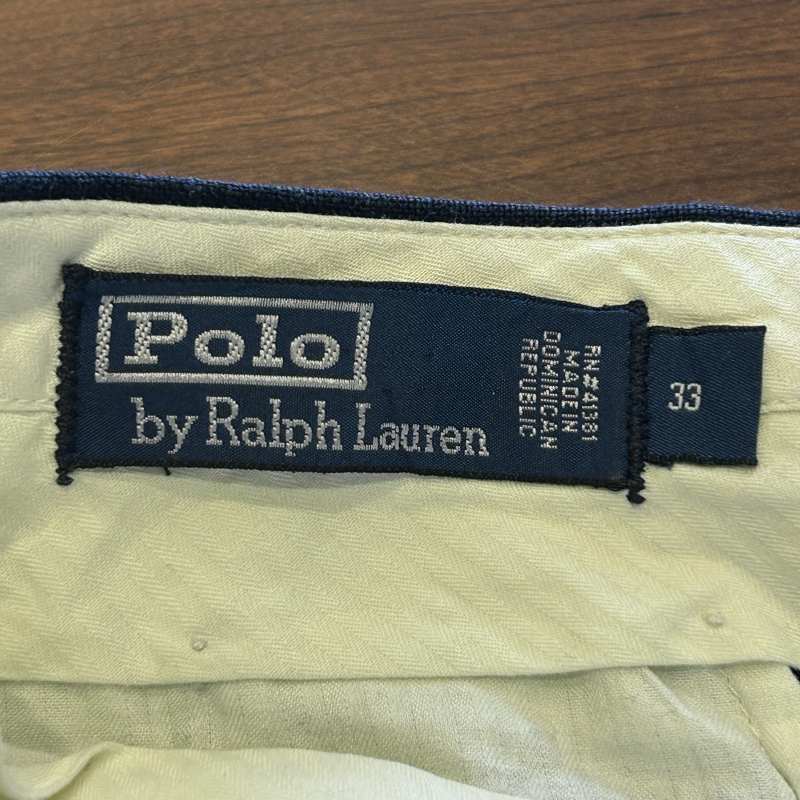 Polo
by Ralph Lauren
RN#41381
MADE IN
DOMINICAN
REPUBLIC
33